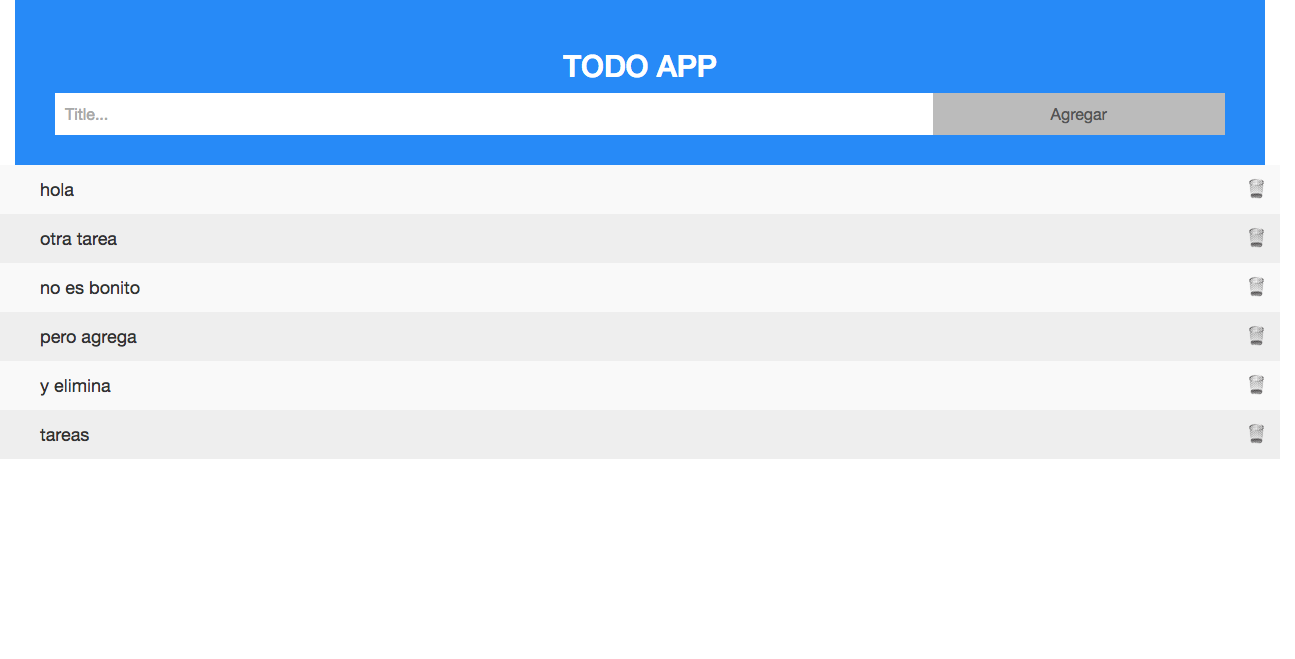 TODO APP
Title...
Agregar
hola
otra tarea
no es bonito
pero agrega
y elimina
tareas